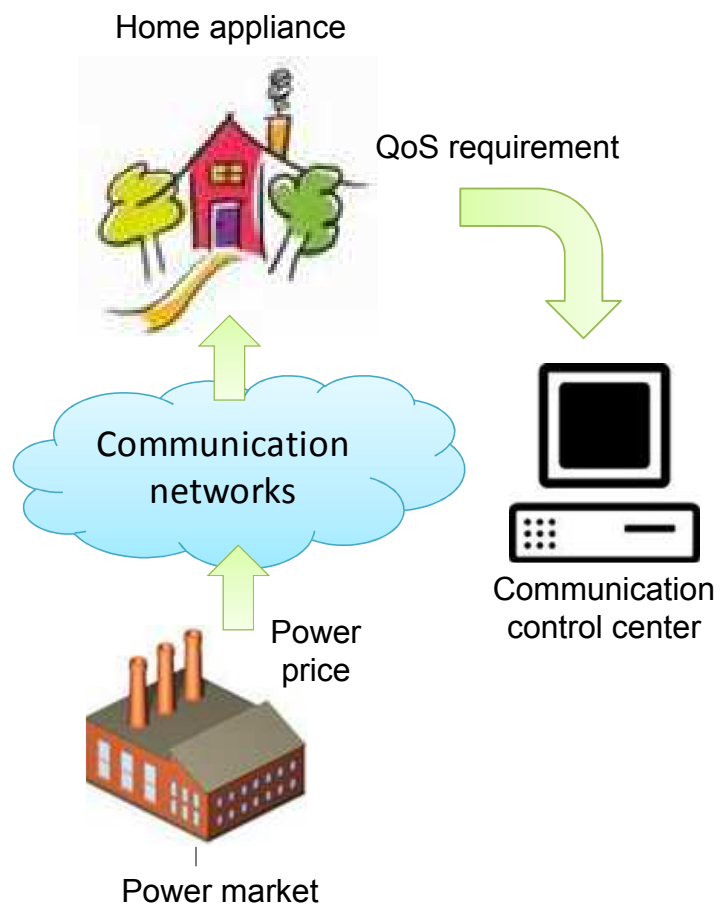 Home appliance
QoS requirement
Communication
networks
Communication
control center
Power
price
Power market